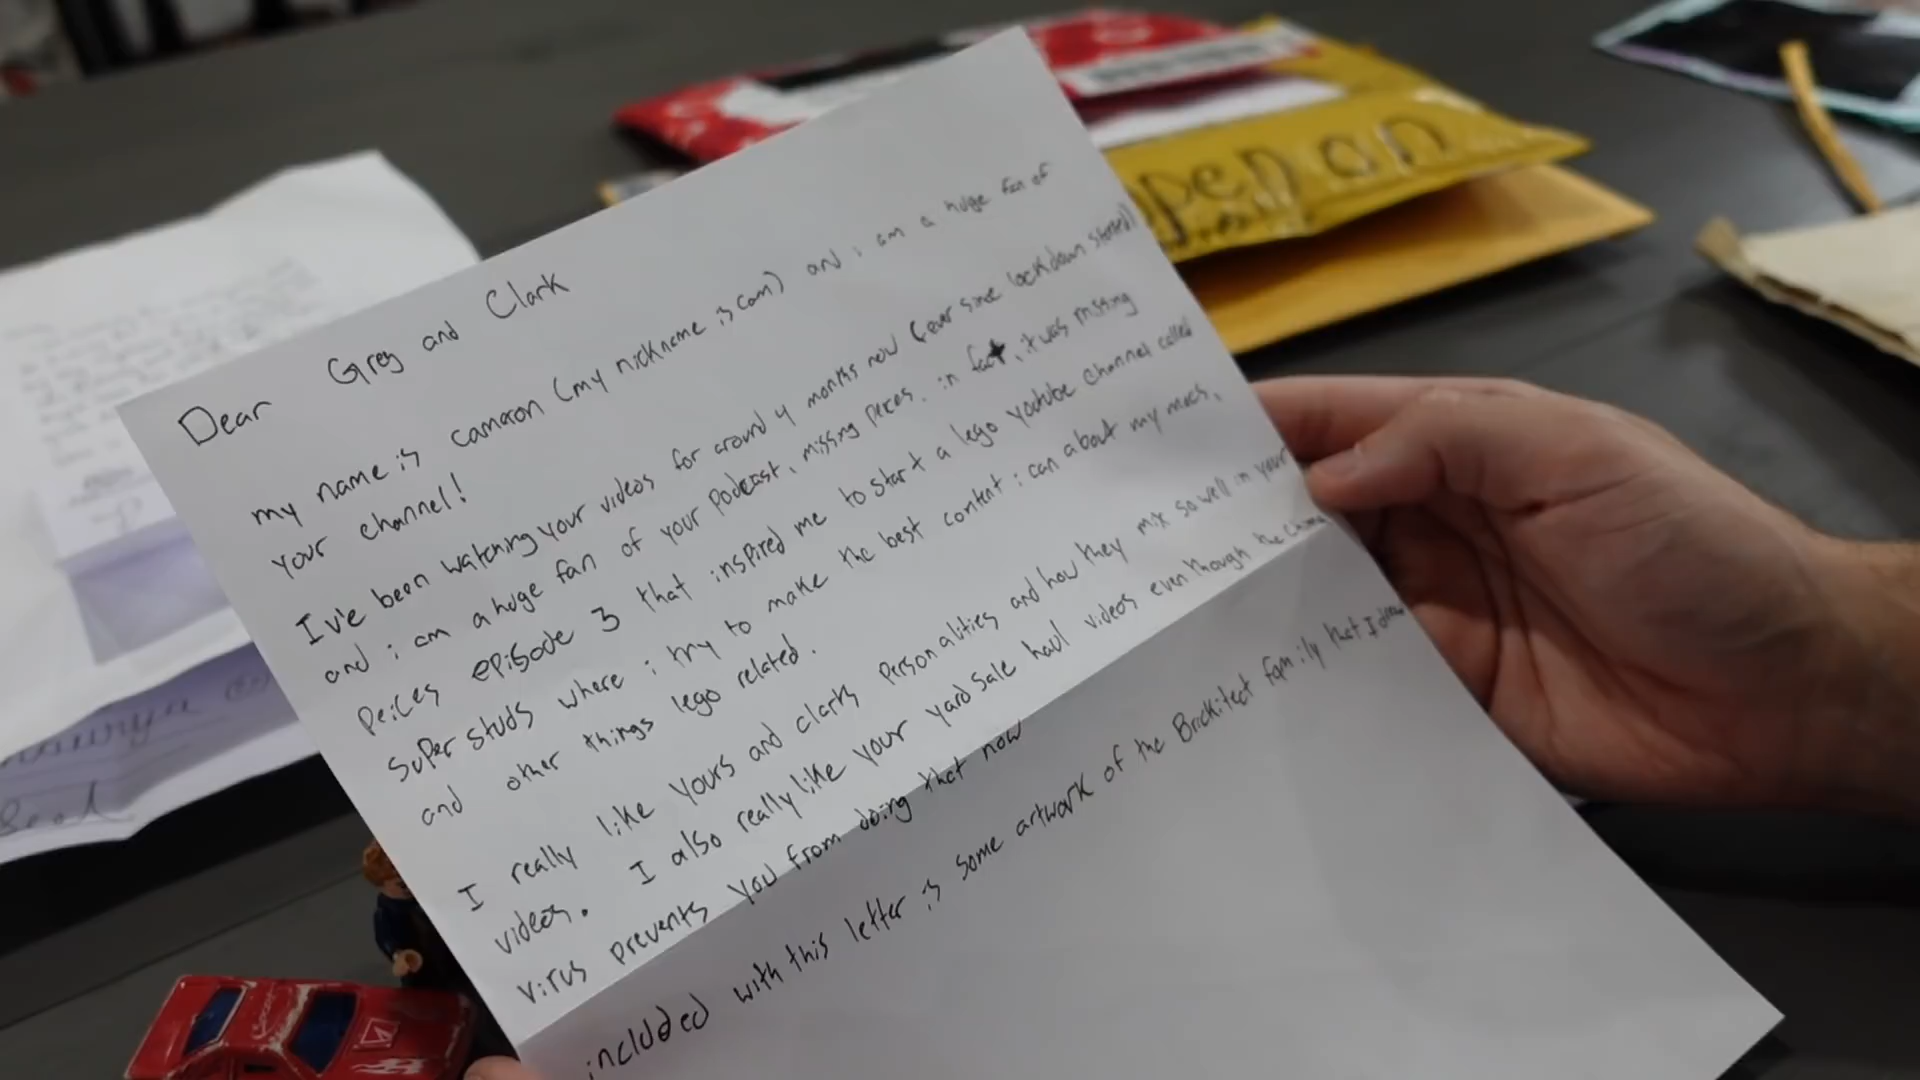 Dear Greg and Clark
my name is cameron (my nickname is cam) and i am a huge fan of
your channel!
I've been watching your videos for around 4 months now (ever since lockdown started)
and i am a huge fan of your podcast, missing peices. in fact, it was missing
peices episode 3 that inspired me to start a lego youtube channel called
super studs where i try to make the best content i can about my mocs,
and other things lego related.
I really like yours and clarks personalities and how they mix so well in your
videos. I also really like your yard sale haul videos even though the
virus prevents you from doing that now
included with this letter is some artwork of the Brickitect family that I
open on